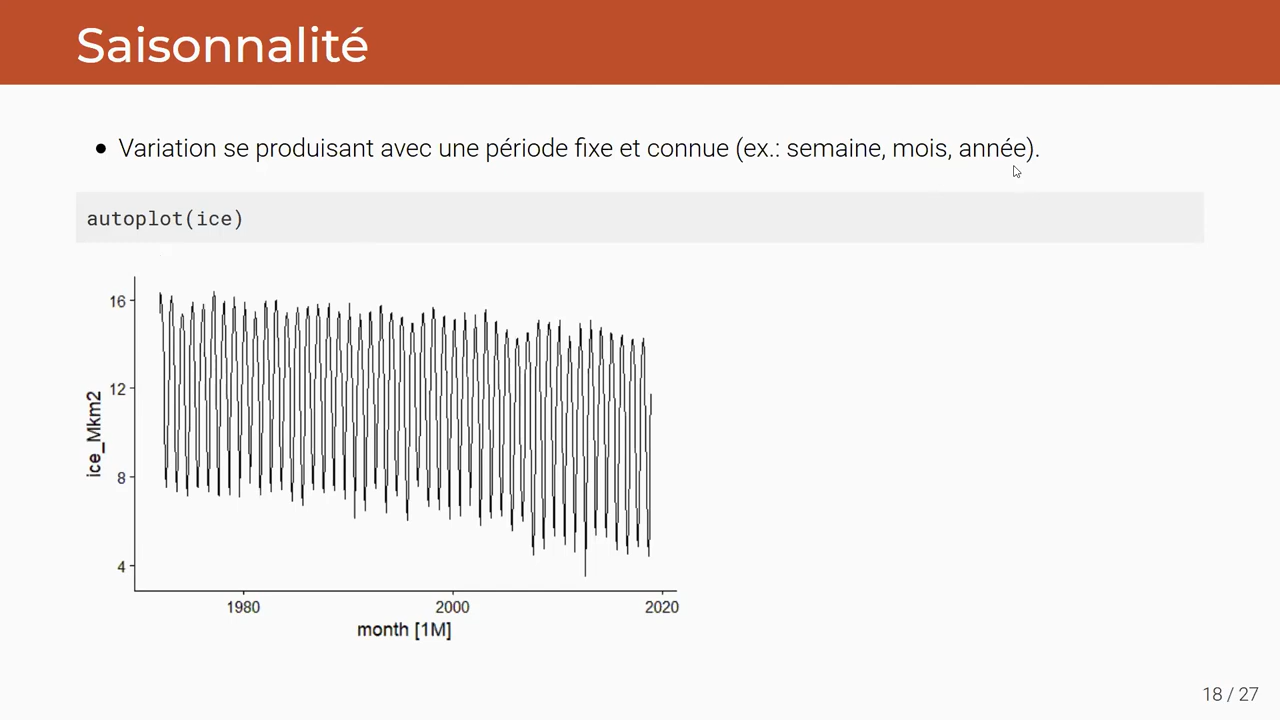 Saisonnalité
• Variation se produisant avec une période fixe et connue (ex.: semaine, mois, année).
autoplot(ice)
16
12
8
4
ice_Mkm2
1980 2000 2020
month [1M]
18 / 27